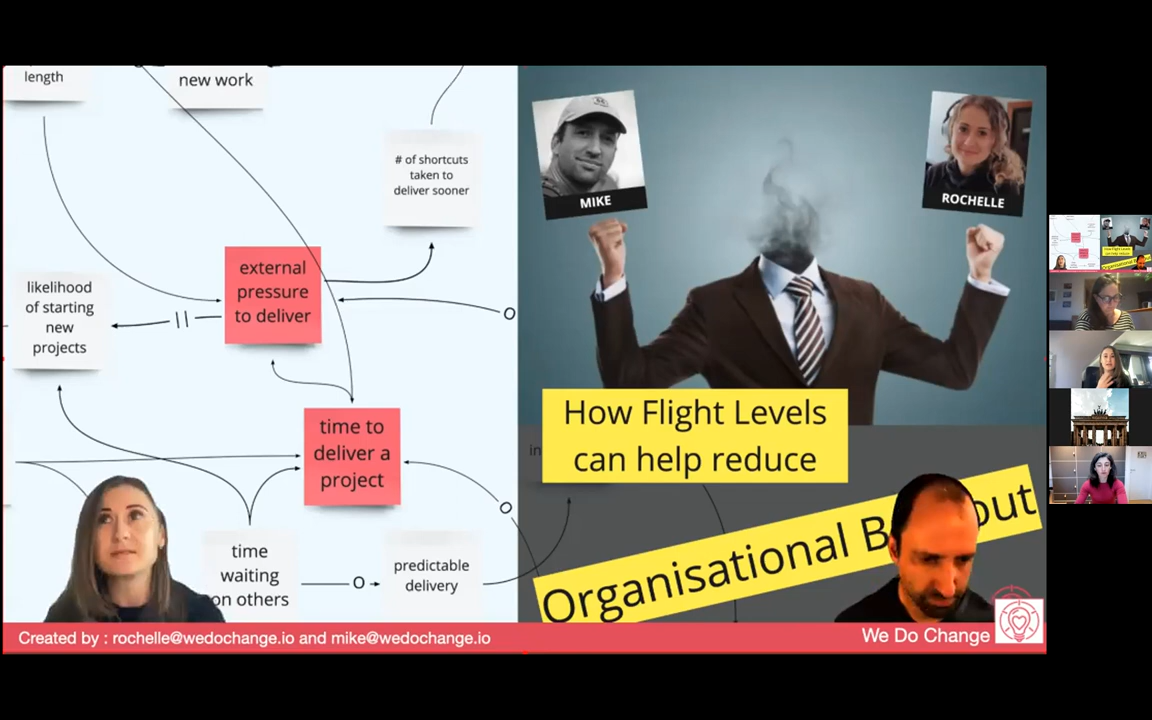 length
new work
# of shortcuts
taken to
deliver sooner
external
pressure
to deliver
likelihood
of starting
new
projects
O
time to
deliver a
project
O
time
waiting
on others
O
predictable
delivery
MIKE
ROCHELLE
How Flight Levels
can help reduce
in
Organisational B out
Created by : rochelle@wedochange.io and mike@wedochange.io
We Do Change